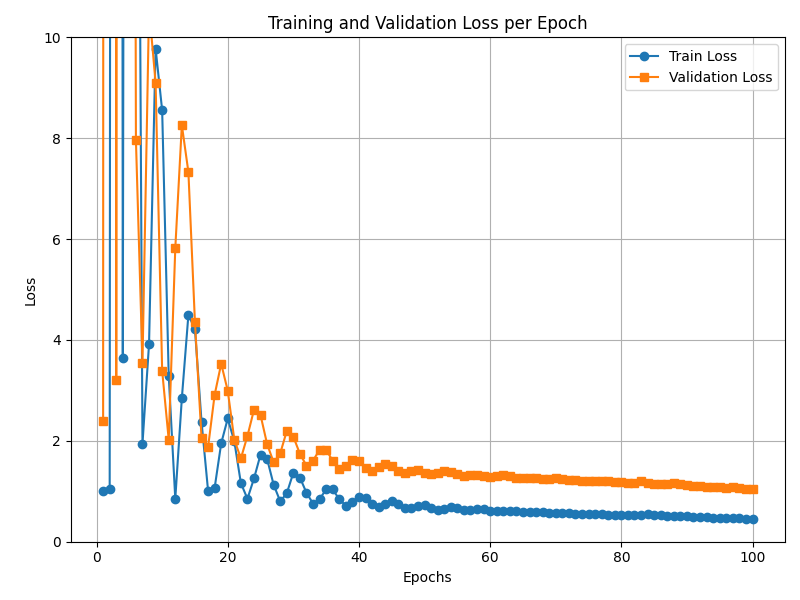 Training and Validation Loss per Epoch
Train Loss
Validation Loss
Loss
10
8
6
4
2
0
0 20 40 60 80 100
Epochs